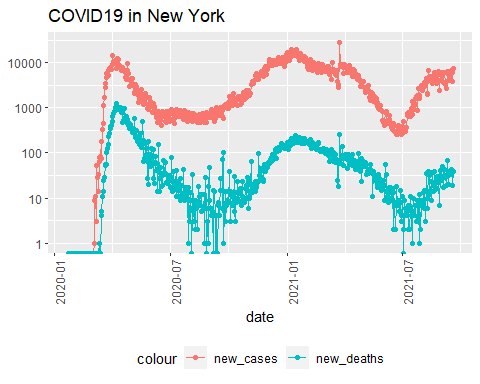 COVID19 in New York
10000
1000
100
10
1
2020-01
2020-07
2021-01
2021-07
date
colour
new_cases
new_deaths